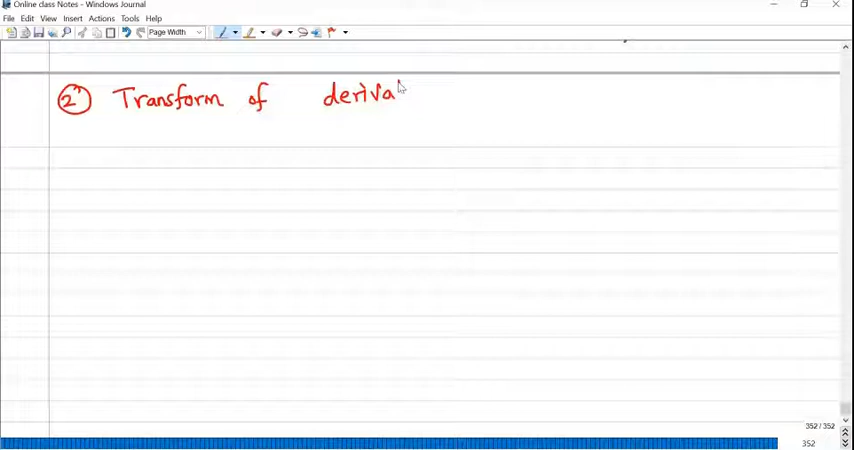 Online class Notes - Windows Journal
File Edit View Insert Actions Tools Help
Page Width
2 Transform of deriva
352 / 352
352